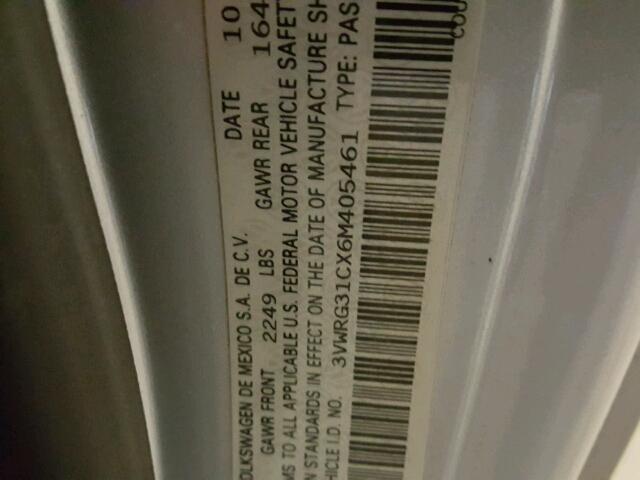 OLKSWAGEN DE MEXICO S.A. DE C.V. DATE 10
GAWR FRONT 2249 LBS GAWR REAR 164
MS TO ALL APPLICABLE U.S. FEDERAL MOTOR VEHICLE SAFET
N STANDARDS IN EFFECT ON THE DATE OF MANUFACTURE SH
HICLE I.D. NO. 3VWRG31CX6M405461 TYPE: PAS
COU